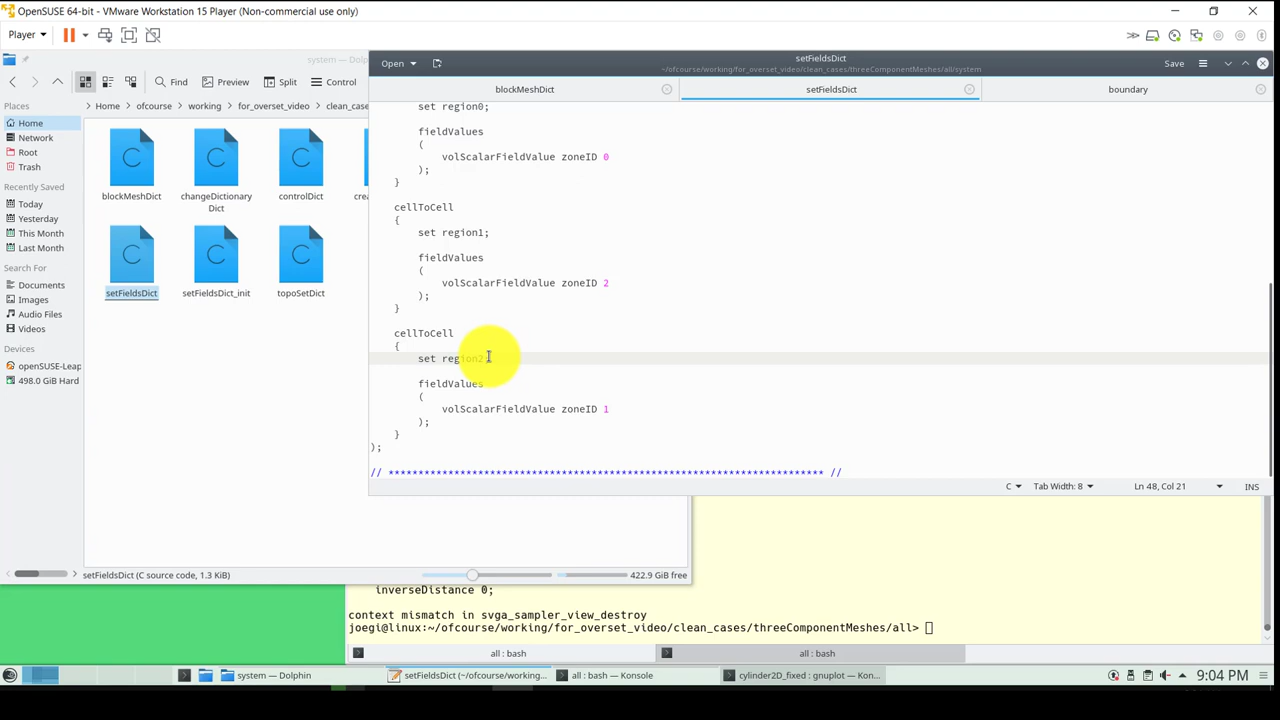 OpenSUSE 64-bit - VMware Workstation 15 Player (Non-commercial use only)
Player
system — Dolphin
Find
Preview
Split
Control
Home
ofcourse
working
for_overset_video
clean_cases
Places
Home
Network
Root
Trash
Recently Saved
Today
Yesterday
This Month
Last Month
Search For
Documents
Images
Audio Files
Videos
Devices
openSUSE-Leap
498.0 GiB Hard
blockMeshDict
changeDictionary
Dict
controlDict
setFieldsDict
setFieldsDict_init
topoSetDict
setFieldsDict (C source code, 1.3 KiB)
422.9 GiB free
Open
setFieldsDict
~/ofcourse/working/for_overset_video/clean_cases/threeComponentMeshes/all/system
Save
blockMeshDict
setFieldsDict
boundary
set region0;
fieldValues
(
volScalarFieldValue zoneID 0
);
}
cellToCell
{
set region1;
fieldValues
(
volScalarFieldValue zoneID 2
);
}
cellToCell
{
set region2;
fieldValues
(
volScalarFieldValue zoneID 1
);
}
);
// ************************************************************************* //
C
Tab Width: 8
Ln 48, Col 21
INS
inverseDistance 0;
context mismatch in svga_sampler_view_destroy
joegi@linux:~/ofcourse/working/for_overset_video/clean_cases/threeComponentMeshes/all>
all : bash
all : bash
system — Dolphin
setFieldsDict (~/ofcourse/working...
all : bash — Konsole
cylinder2D_fixed : gnuplot — Kon...
9:04 PM